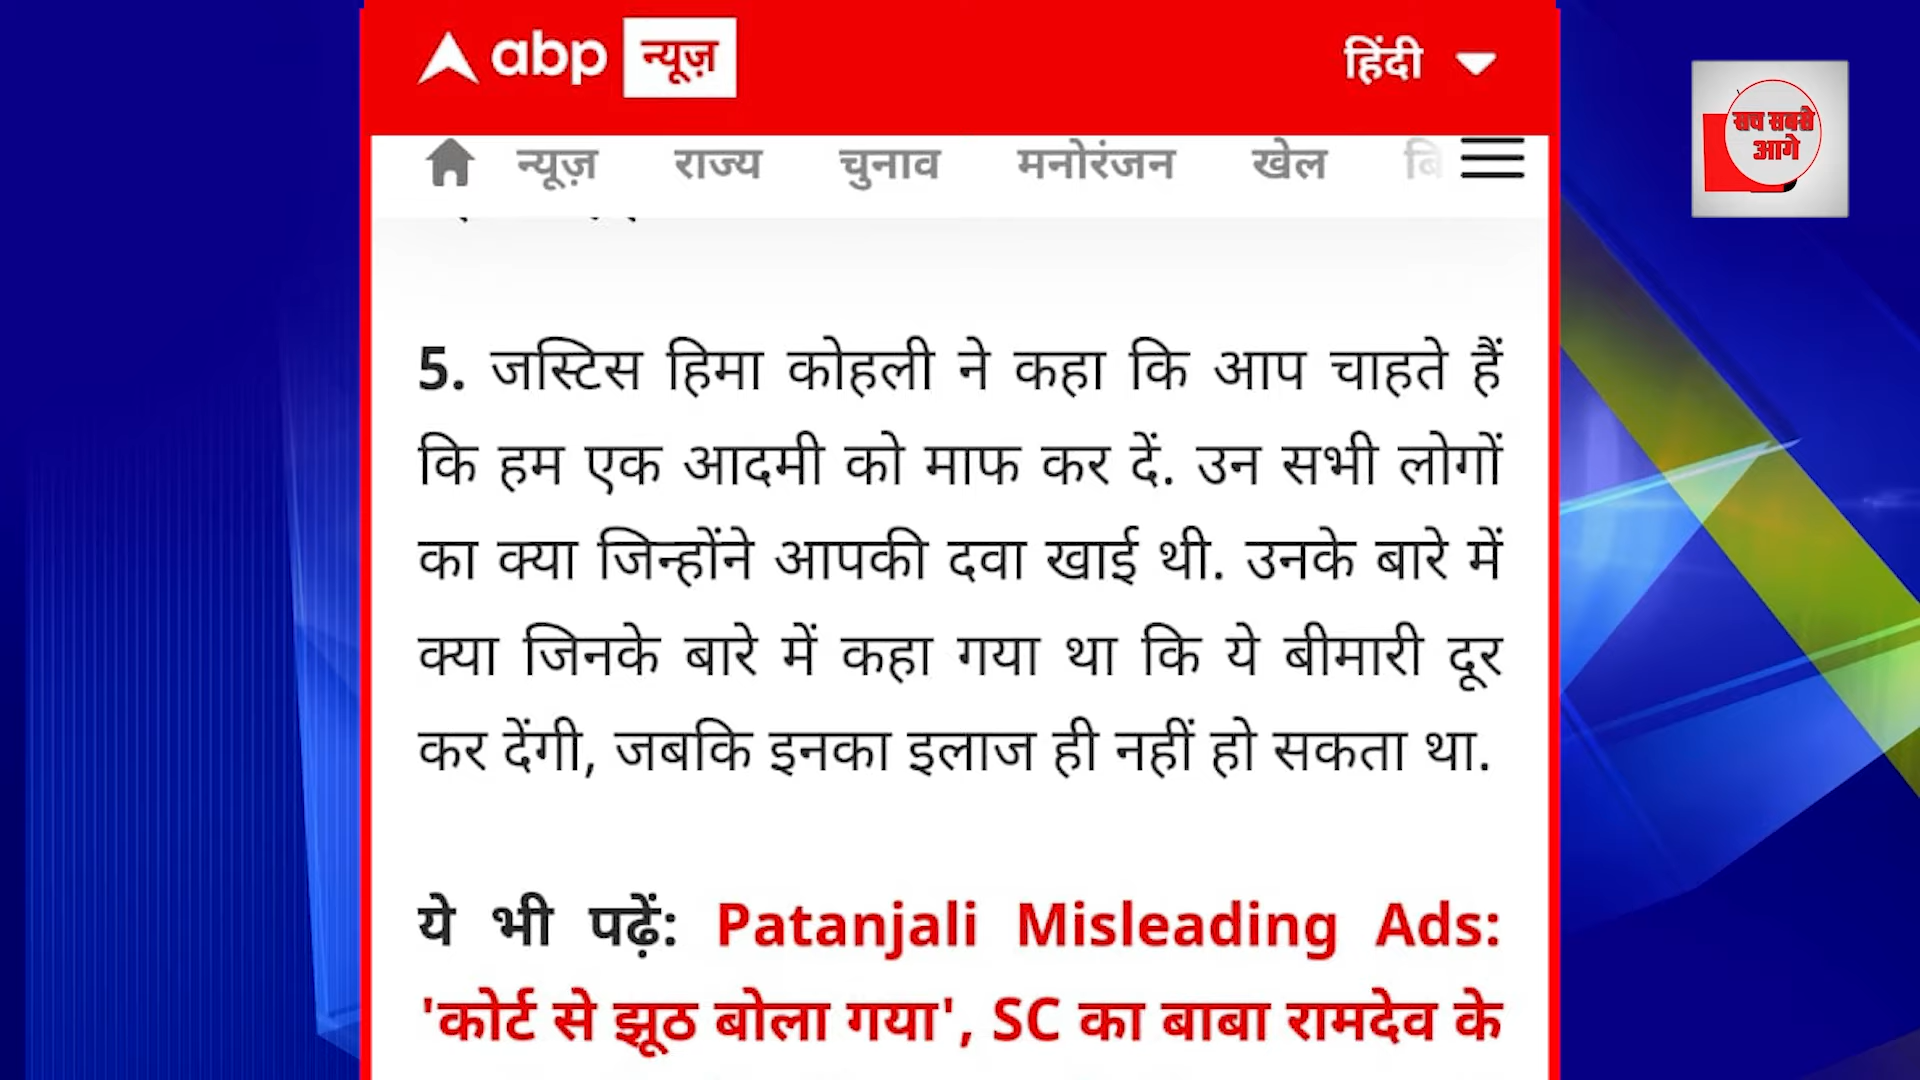 abp न्यूज़
हिंदी
सच सबसे
आगे
न्यूज़ राज्य चुनाव मनोरंजन खेल
5. जस्टिस हिमा कोहली ने कहा कि आप चाहते हैं
कि हम एक आदमी को माफ कर दें. उन सभी लोगों
का क्या जिन्होंने आपकी दवा खाई थी. उनके बारे में
क्या जिनके बारे में कहा गया था कि ये बीमारी दूर
कर देंगी, जबकि इनका इलाज ही नहीं हो सकता था.
ये भी पढ़ें: Patanjali Misleading Ads:
'कोर्ट से झूठ बोला गया', SC का बाबा रामदेव के